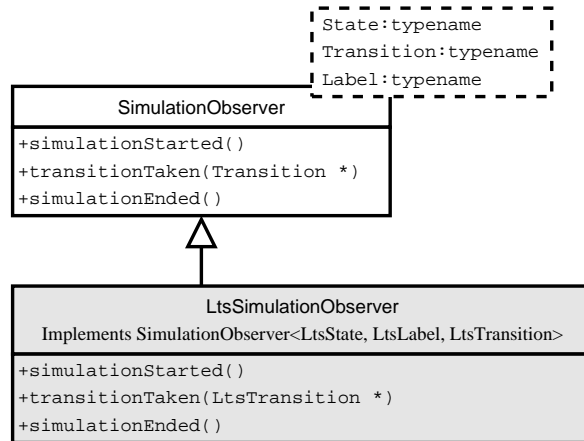 State:typename
Transition:typename
Label:typename
SimulationObserver
+simulationStarted()
+transitionTaken(Transition *)
+simulationEnded()
LtsSimulationObserver
Implements SimulationObserver<LtsState, LtsLabel, LtsTransition>
+simulationStarted()
+transitionTaken(LtsTransition *)
+simulationEnded()